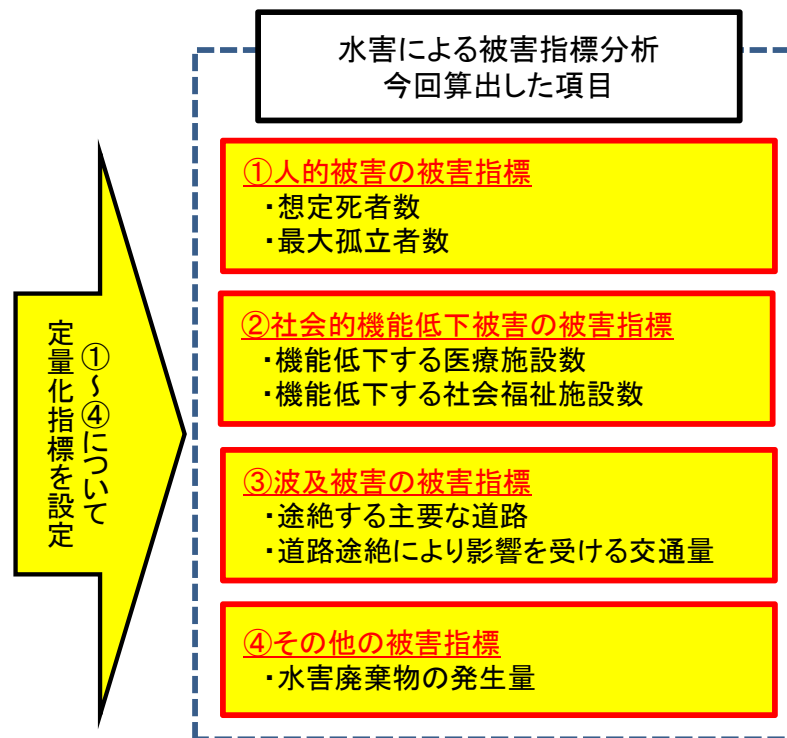 水害による被害指標分析
今回算出した項目
①～④について
定量化指標を設定
①人的被害の被害指標
・想定死者数
・最大孤立者数
②社会的機能低下被害の被害指標
・機能低下する医療施設数
・機能低下する社会福祉施設数
③波及被害の被害指標
・途絶する主要な道路
・道路途絶により影響を受ける交通量
④その他の被害指標
・水害廃棄物の発生量